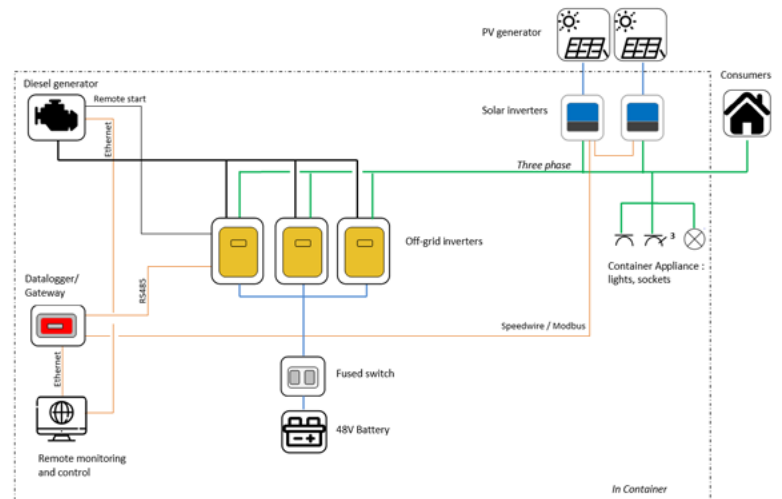 PV generator
Consumers
Diesel generator
Remote start
Solar inverters
Ethernet
Three phase
Off-grid inverters
3
Container Appliance :
lights, sockets
Datalogger/
Gateway
RS485
Speedwire / Modbus
Ethernet
Fused switch
48V Battery
Remote monitoring
and control
In Container